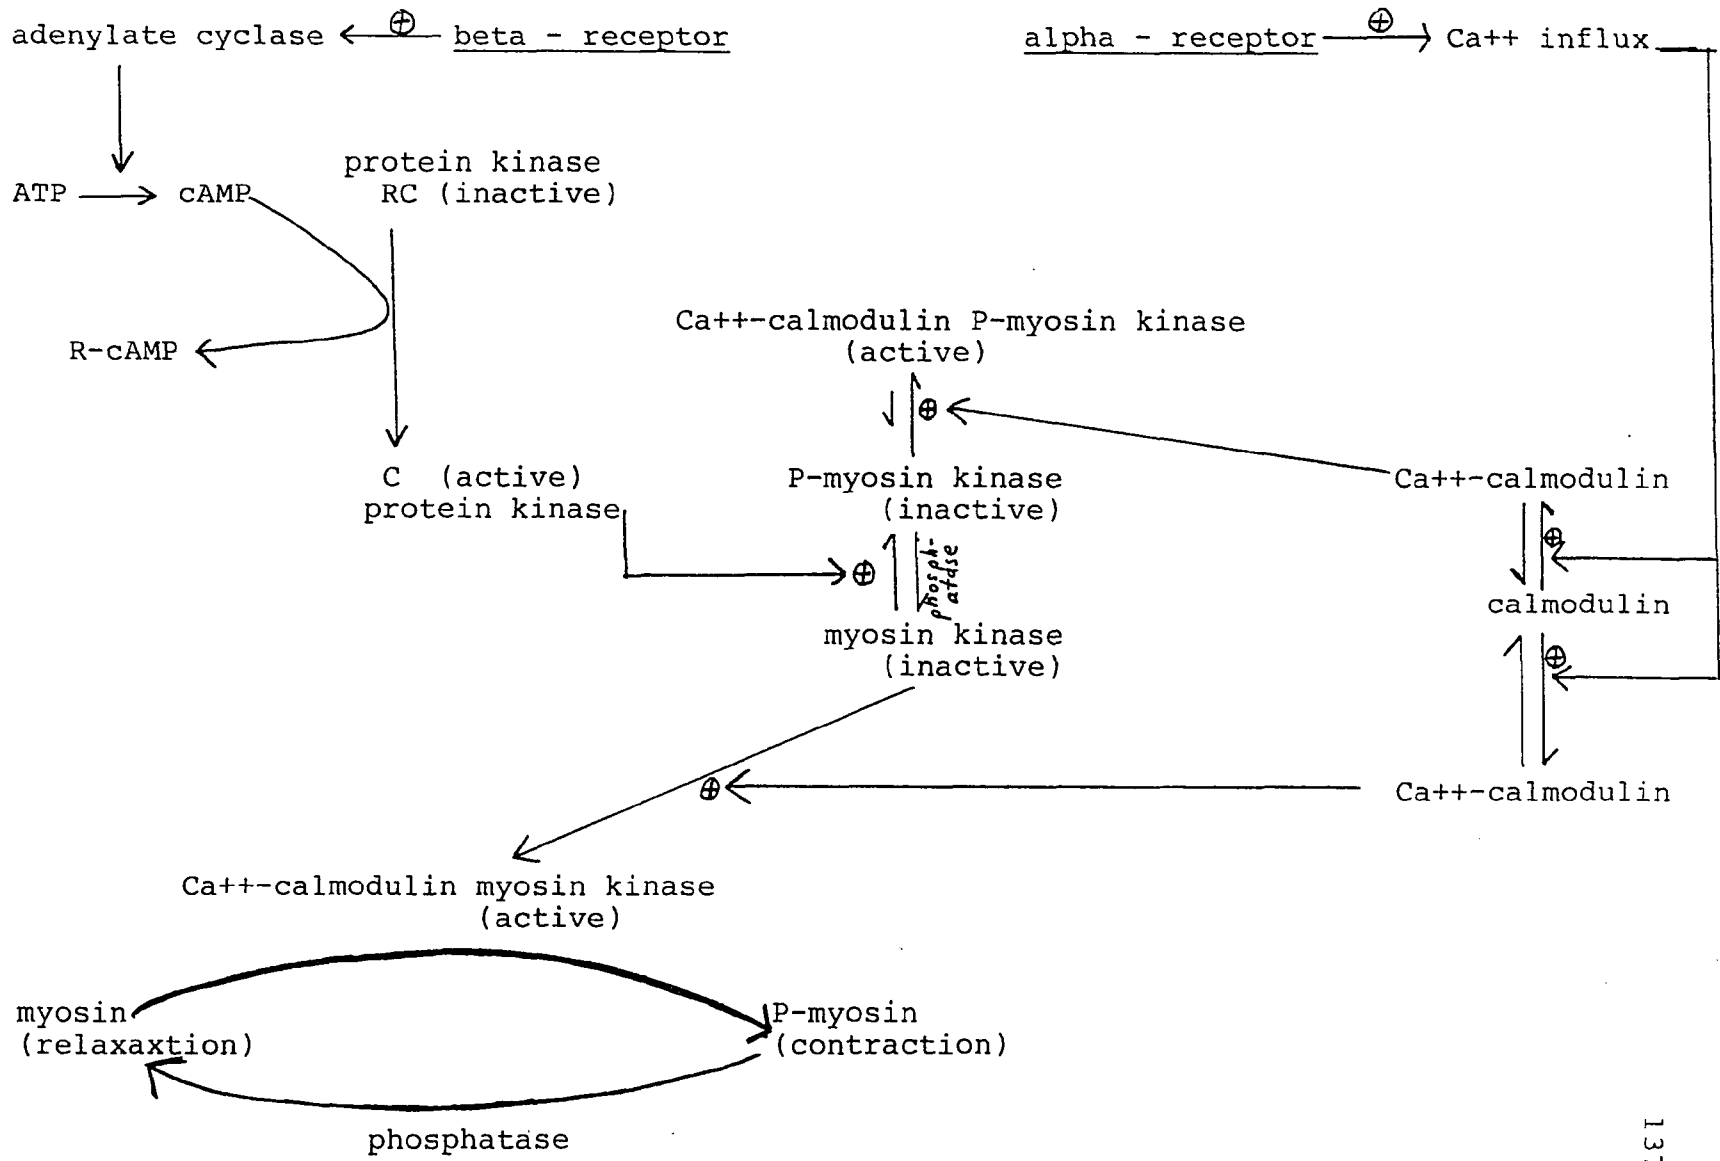 adenylate cyclase ⊕ beta - receptor
alpha - receptor ⊕ Ca++ influx
protein kinase
RC (inactive)
ATP cAMP
R-cAMP
Ca++-calmodulin P-myosin kinase
(active)
⊕
C (active)
protein kinase
P-myosin kinase
(inactive)
Ca++-calmodulin
⊕
phosph-
atase
⊕
calmodulin
myosin kinase
(inactive)
⊕
⊕
Ca++-calmodulin
Ca++-calmodulin myosin kinase
(active)
myosin
(relaxaxtion)
P-myosin
(contraction)
phosphatase
137